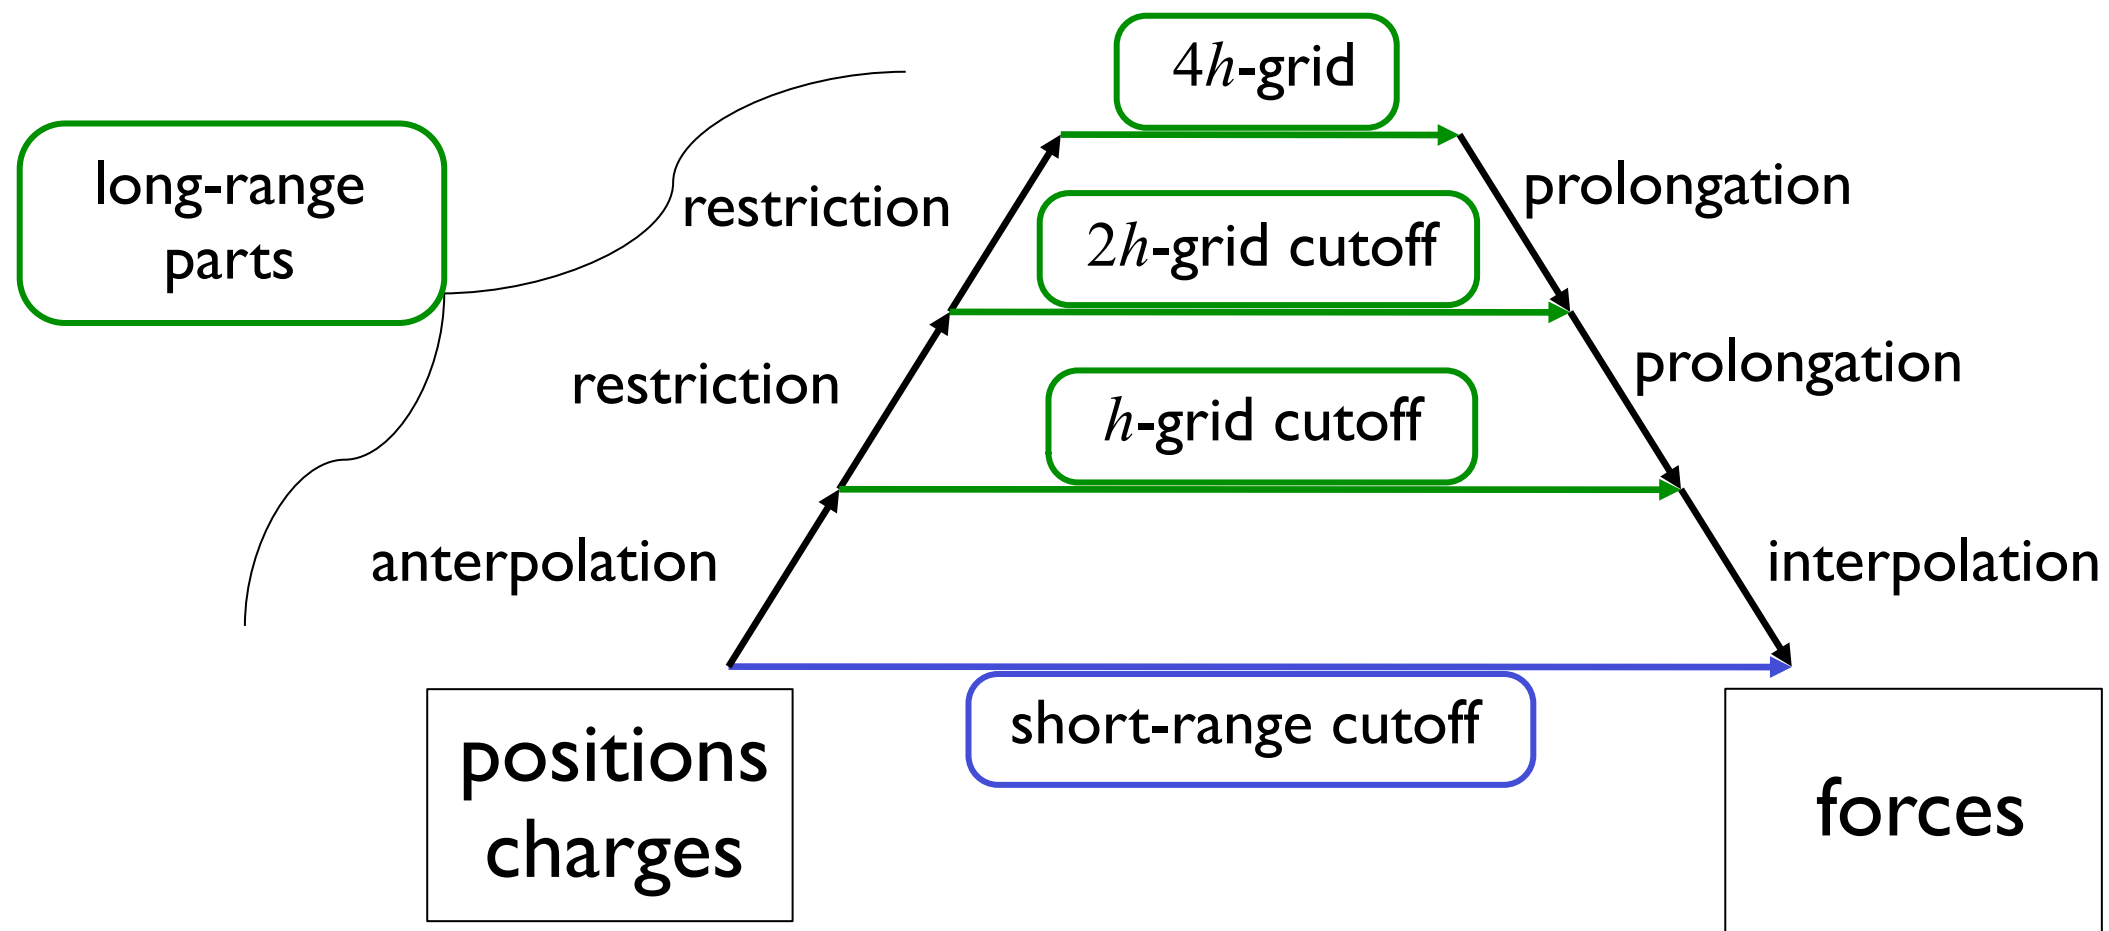 4h-grid
long-range
parts
restriction
prolongation
2h-grid cutoff
restriction
prolongation
h-grid cutoff
anterpolation
interpolation
short-range cutoff
positions
charges
forces